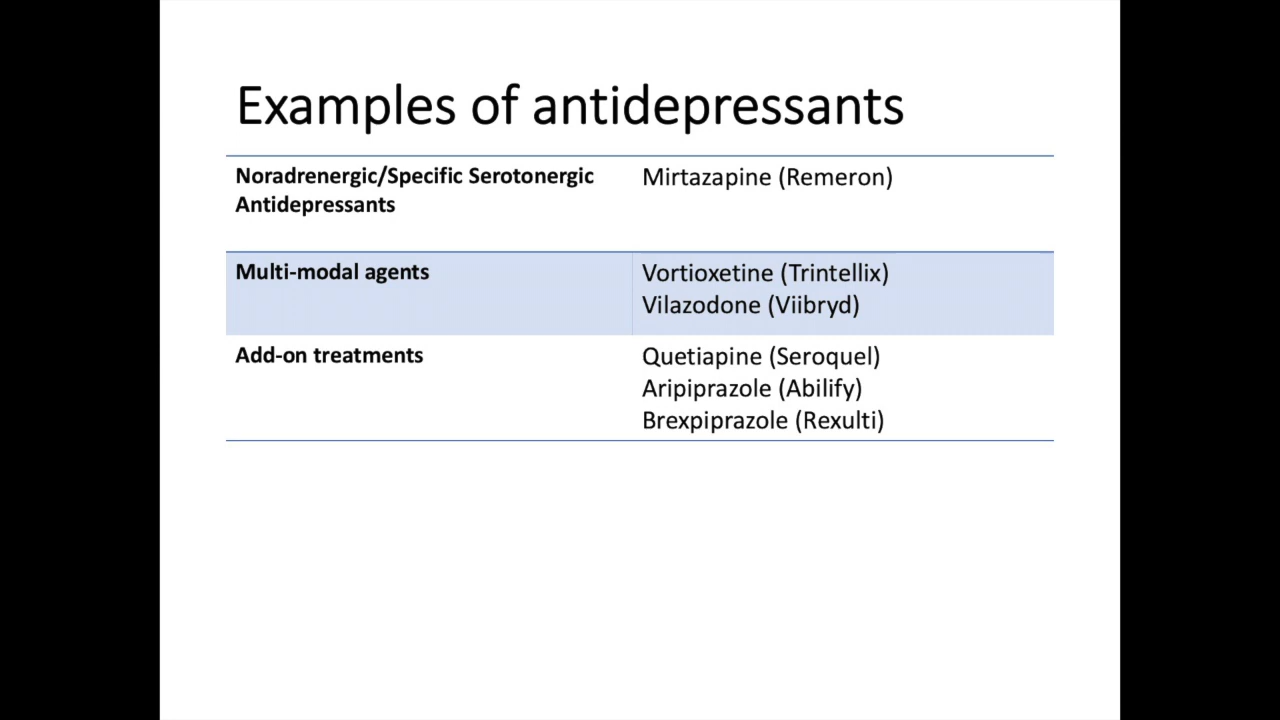 Examples of antidepressants
Noradrenergic/Specific Serotonergic
Antidepressants
Mirtazapine (Remeron)
Multi-modal agents
Vortioxetine (Trintellix)
Vilazodone (Viibryd)
Add-on treatments
Quetiapine (Seroquel)
Aripiprazole (Abilify)
Brexpiprazole (Rexulti)